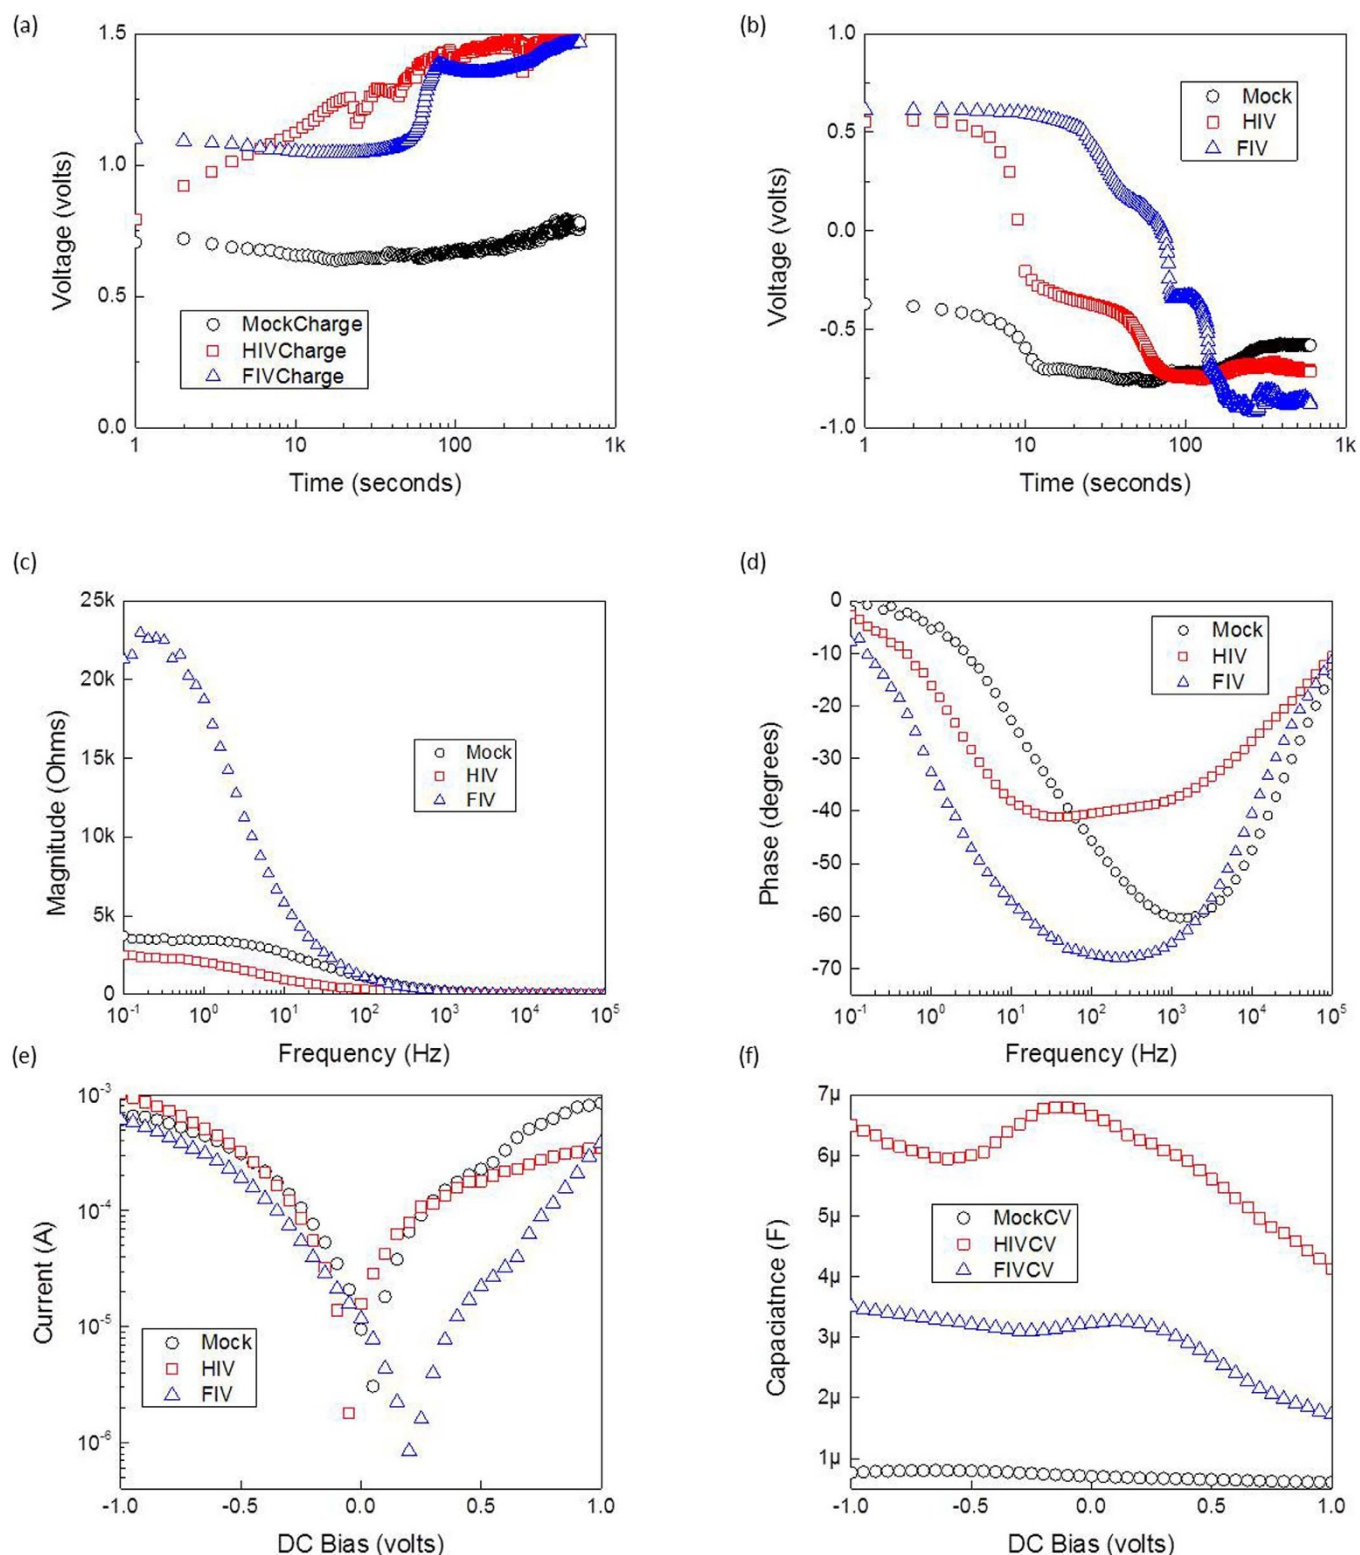 (a)
1.5
1.0
0.5
0.0
Voltage (volts)
MockCharge
HIVCharge
FIVCharge
1 10 100 1k
Time (seconds)
(b)
1.0
0.5
0.0
-0.5
-1.0
Voltage (volts)
Mock
HIV
FIV
1 10 100 1k
Time (seconds)
(c)
25k
20k
15k
10k
5k
0
Magnitude (Ohms)
Mock
HIV
FIV
10⁻¹ 10⁰ 10¹ 10² 10³ 10⁴ 10⁵
Frequency (Hz)
(d)
0
-10
-20
-30
-40
-50
-60
-70
Phase (degrees)
Mock
HIV
FIV
10⁻¹ 10⁰ 10¹ 10² 10³ 10⁴ 10⁵
Frequency (Hz)
(e)
10⁻³
10⁻⁴
10⁻⁵
10⁻⁶
Current (A)
Mock
HIV
FIV
-1.0 -0.5 0.0 0.5 1.0
DC Bias (volts)
(f)
7µ
6µ
5µ
4µ
3µ
2µ
1µ
Capaciatnce (F)
MockCV
HIVCV
FIVCV
-1.0 -0.5 0.0 0.5 1.0
DC Bias (volts)